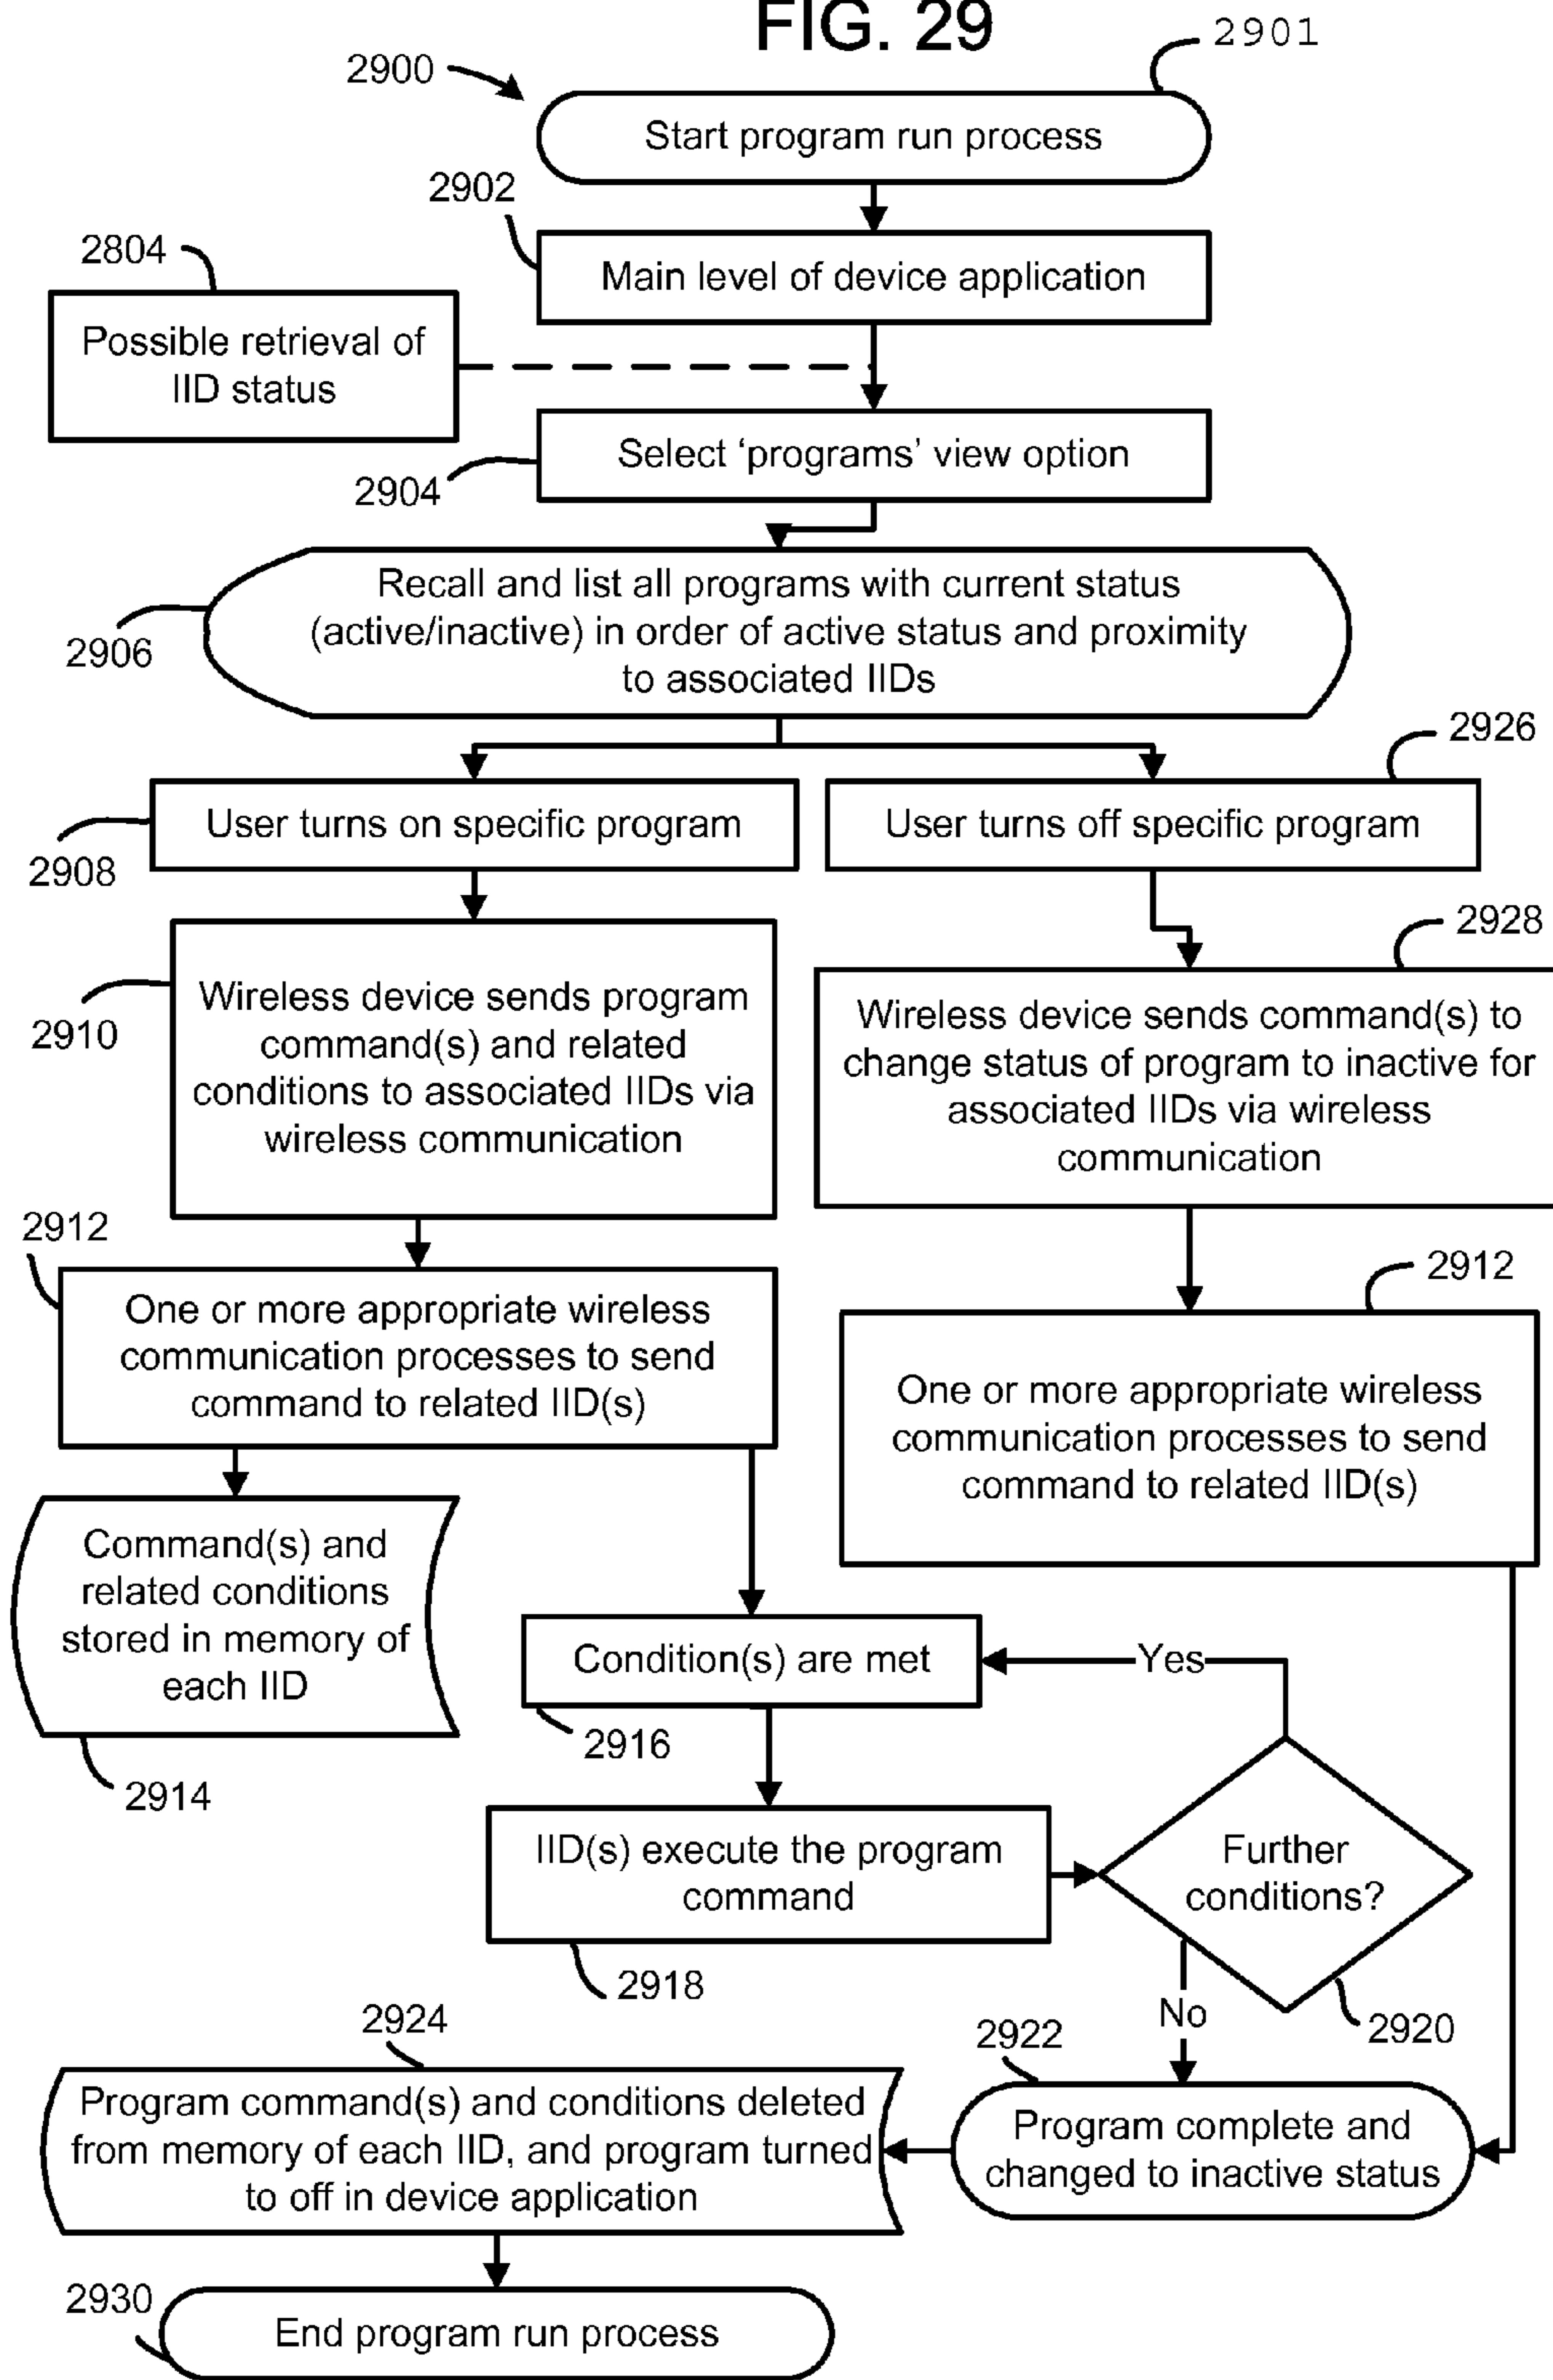 FIG. 29
2901
2900
Start program run process
2902
Main level of device application
2804
Possible retrieval of
IID status
Select ‘programs’ view option
2904
Recall and list all programs with current status
(active/inactive) in order of active status and proximity
to associated IIDs
2906
2926
User turns on specific program
User turns off specific program
2908
2928
Wireless device sends program
command(s) and related
conditions to associated IIDs via
wireless communication
2910
Wireless device sends command(s) to
change status of program to inactive for
associated IIDs via wireless
communication
2912
One or more appropriate wireless
communication processes to send
command to related IID(s)
2912
One or more appropriate wireless
communication processes to send
command to related IID(s)
Command(s) and
related conditions
stored in memory of
each IID
2914
Condition(s) are met
2916
Yes
IID(s) execute the program
command
2918
Further
conditions?
2920
No
2922
Program complete and
changed to inactive status
2924
Program command(s) and conditions deleted
from memory of each IID, and program turned
to off in device application
2930
End program run process